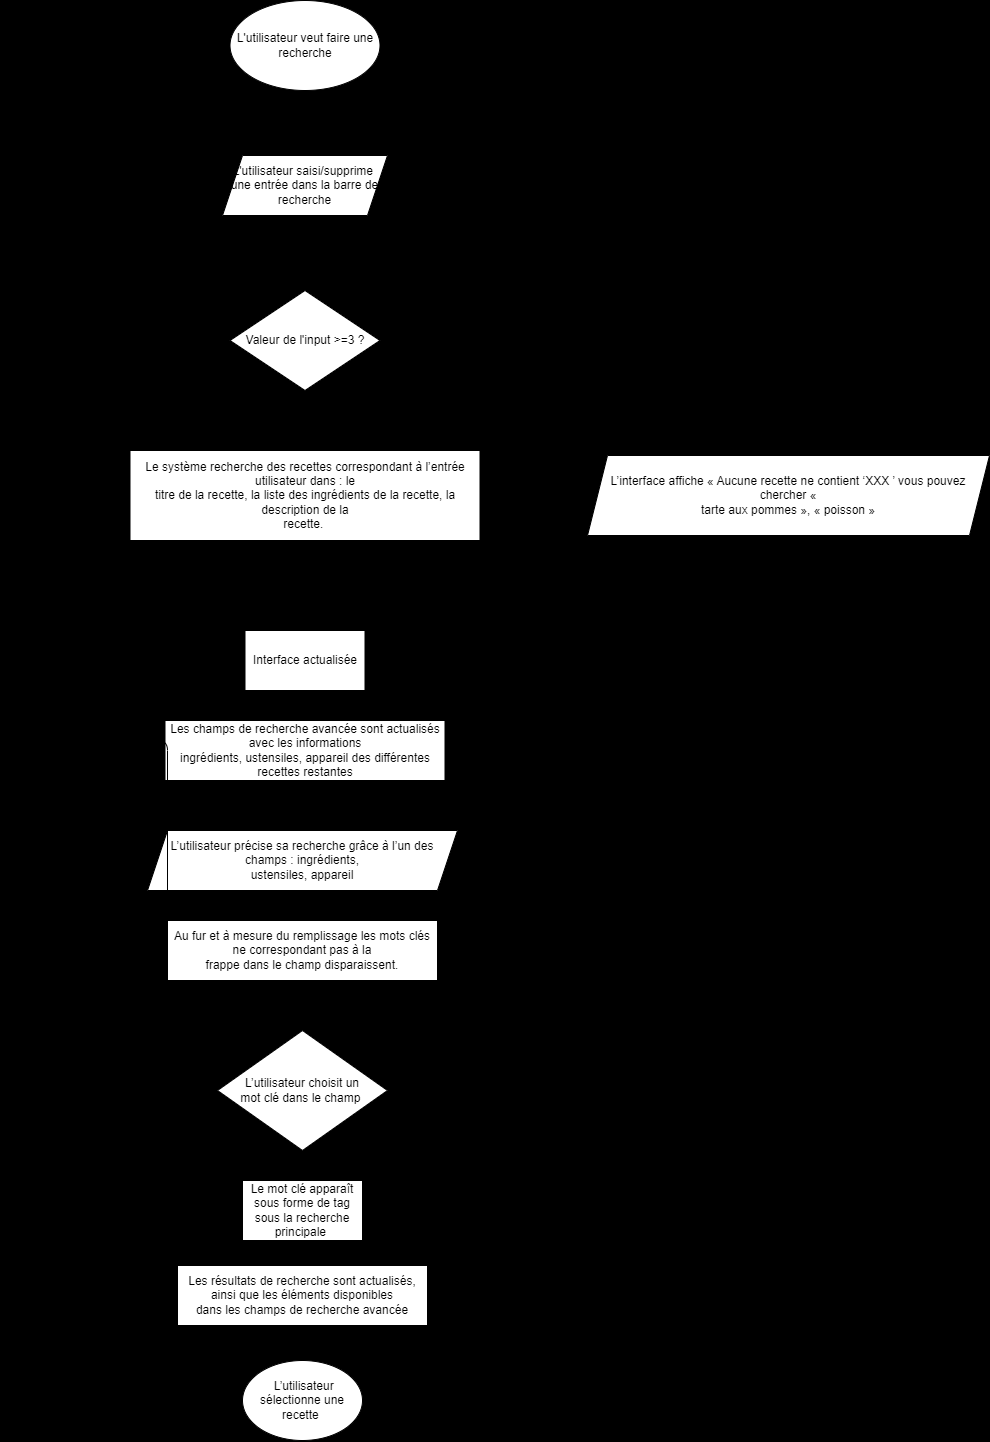 L'utilisateur veut faire une
recherche
L'utilisateur saisi/supprime
une entrée dans la barre de
recherche
Valeur de l'input >=3 ?
Le système recherche des recettes correspondant à l'entrée
utilisateur dans : le
titre de la recette, la liste des ingrédients de la recette, la
description de la
recette.
L'interface affiche « Aucune recette ne contient ‘XXX ’ vous pouvez
chercher «
tarte aux pommes », « poisson »
Interface actualisée
Les champs de recherche avancée sont actualisés
avec les informations
ingrédients, ustensiles, appareil des différentes
recettes restantes
L’utilisateur précise sa recherche grâce à l’un des
champs : ingrédients,
ustensiles, appareil
Au fur et à mesure du remplissage les mots clés
ne correspondant pas à la
frappe dans le champ disparaissent.
L’utilisateur choisit un
mot clé dans le champ
Le mot clé apparaît
sous forme de tag
sous la recherche
principale
Les résultats de recherche sont actualisés,
ainsi que les éléments disponibles
dans les champs de recherche avancée
L’utilisateur
sélectionne une
recette